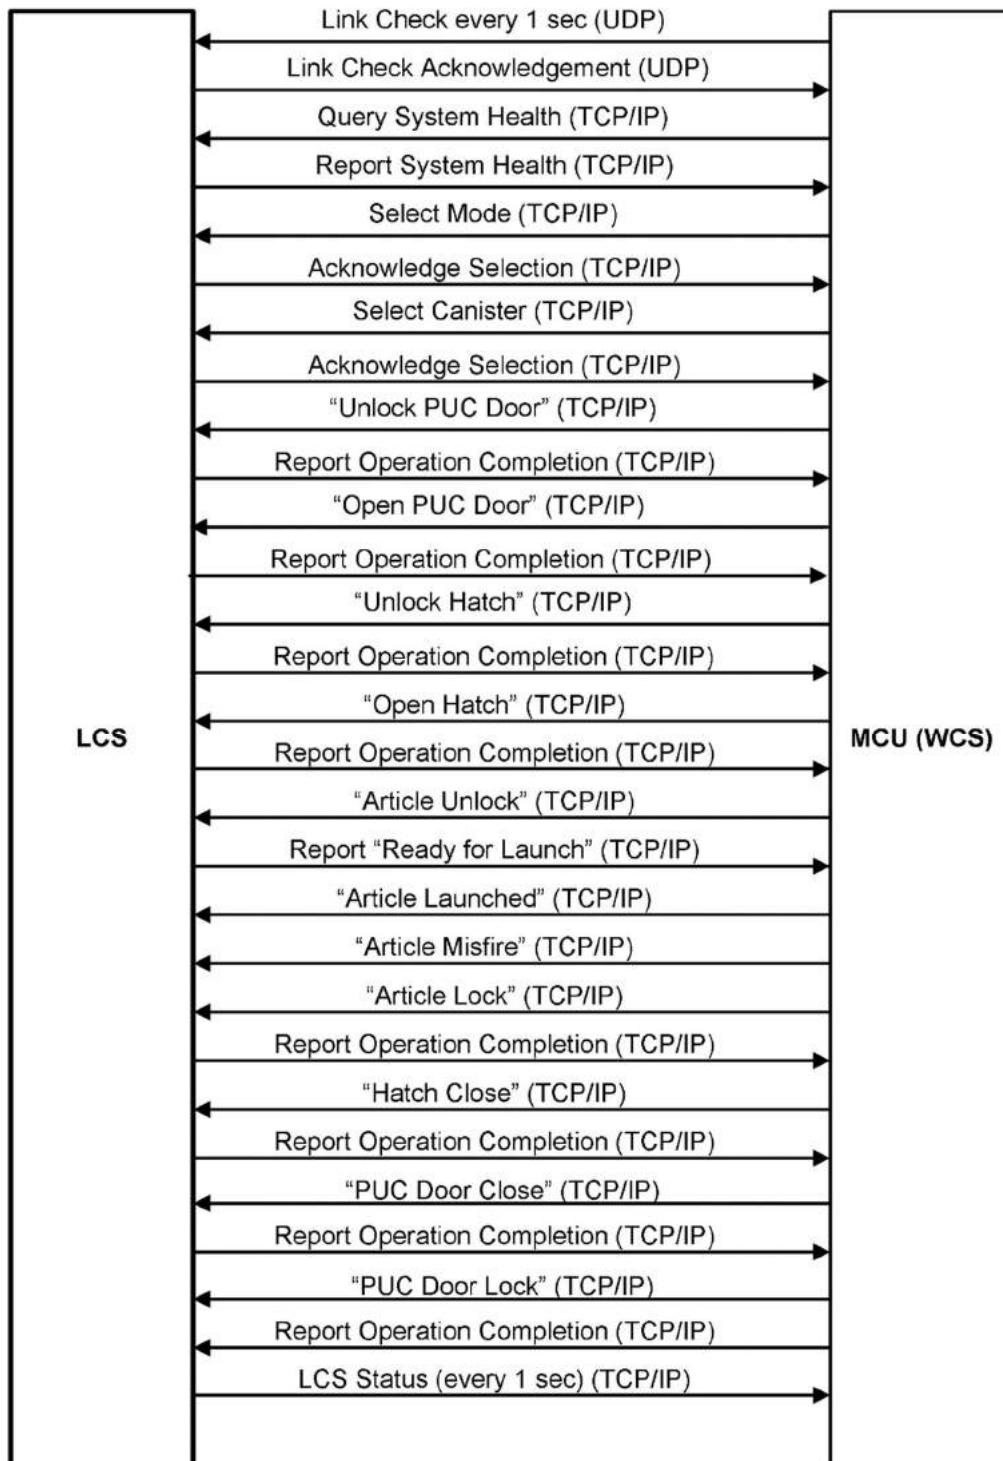 Link Check every 1 sec (UDP)
Link Check Acknowledgement (UDP)
Query System Health (TCP/IP)
Report System Health (TCP/IP)
Select Mode (TCP/IP)
Acknowledge Selection (TCP/IP)
Select Canister (TCP/IP)
Acknowledge Selection (TCP/IP)
“Unlock PUC Door” (TCP/IP)
Report Operation Completion (TCP/IP)
“Open PUC Door” (TCP/IP)
Report Operation Completion (TCP/IP)
“Unlock Hatch” (TCP/IP)
Report Operation Completion (TCP/IP)
“Open Hatch” (TCP/IP)
LCS
MCU (WCS)
Report Operation Completion (TCP/IP)
“Article Unlock” (TCP/IP)
Report “Ready for Launch” (TCP/IP)
“Article Launched” (TCP/IP)
“Article Misfire” (TCP/IP)
“Article Lock” (TCP/IP)
Report Operation Completion (TCP/IP)
“Hatch Close” (TCP/IP)
Report Operation Completion (TCP/IP)
“PUC Door Close” (TCP/IP)
Report Operation Completion (TCP/IP)
“PUC Door Lock” (TCP/IP)
Report Operation Completion (TCP/IP)
LCS Status (every 1 sec) (TCP/IP)